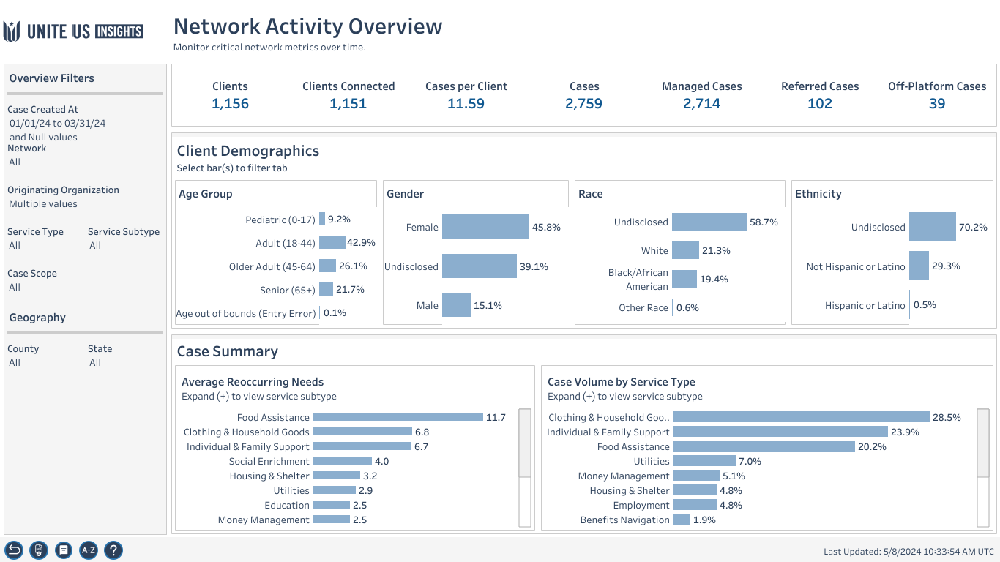 UNITE US INSIGHTS
Network Activity Overview
Monitor critical network metrics over time.
Overview Filters
Case Created At
01/01/24 to 03/31/24
and Null values
Network
All
Originating Organization
Multiple values
Service Type Service Subtype
All All
Case Scope
All
Geography
County State
All All
Clients Clients Connected Cases per Client Cases Managed Cases Referred Cases Off-Platform Cases
1,156 1,151 11.59 2,759 2,714 102 39
Client Demographics
Select bar(s) to filter tab
Age Group
Pediatric (0-17) 9.2%
Adult (18-44) 42.9%
Older Adult (45-64) 26.1%
Senior (65+) 21.7%
Age out of bounds (Entry Error) 0.1%
Gender
Female 45.8%
Undisclosed 39.1%
Male 15.1%
Race
Undisclosed 58.7%
White 21.3%
Black/African
American 19.4%
Other Race 0.6%
Ethnicity
Undisclosed 70.2%
Not Hispanic or Latino 29.3%
Hispanic or Latino 0.5%
Case Summary
Average Reoccurring Needs
Expand (+) to view service subtype
Food Assistance 11.7
Clothing & Household Goods 6.8
Individual & Family Support 6.7
Social Enrichment 4.0
Housing & Shelter 3.2
Utilities 2.9
Education 2.5
Money Management 2.5
Case Volume by Service Type
Expand (+) to view service subtype
Clothing & Household Goo.. 28.5%
Individual & Family Support 23.9%
Food Assistance 20.2%
Utilities 7.0%
Money Management 5.1%
Housing & Shelter 4.8%
Employment 4.8%
Benefits Navigation 1.9%
A-Z ?
Last Updated: 5/8/2024 10:33:54 AM UTC